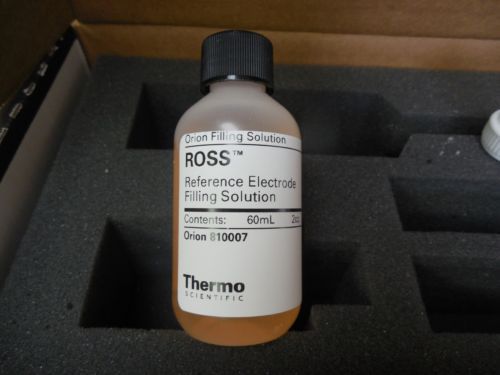 Orion Filling Solution
ROSS™
Reference Electrode
Filling Solution
Contents: 60mL
Orion 810007
Thermo
SCIENTIFIC